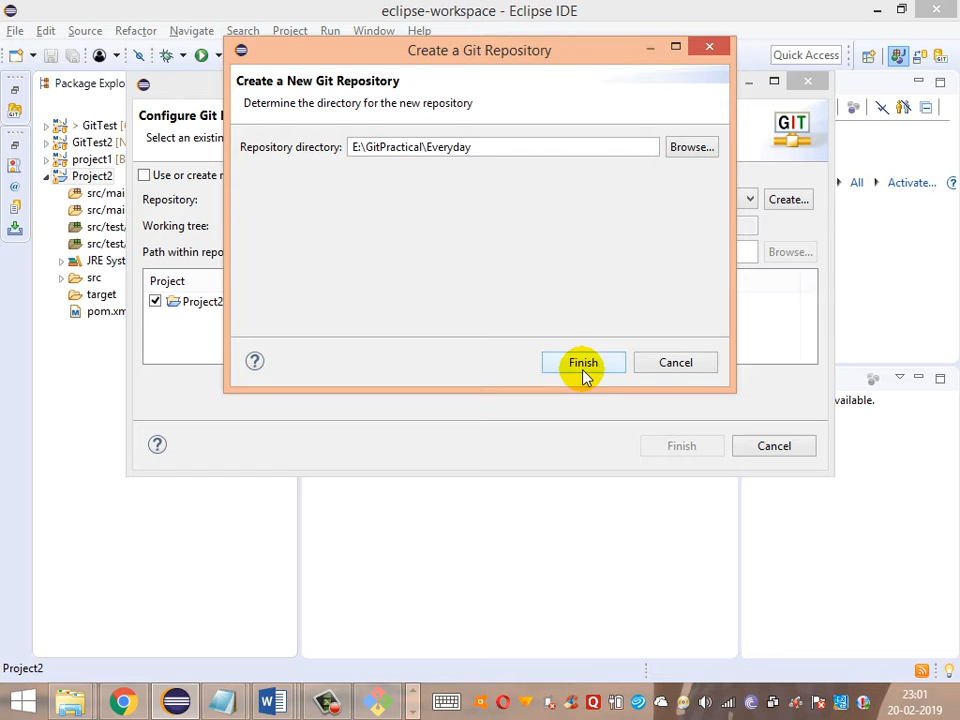 eclipse-workspace - Eclipse IDE
File Edit Source Refactor Navigate Search Project Run Window Help
Quick Access
Create a Git Repository
Create a New Git Repository
Determine the directory for the new repository
Repository directory: E:\GitPractical\Everyday Browse...
Finish Cancel
Package Explo
> GitTest [
GitTest2 [
project1 [B
Project2
src/mai
src/mai
src/test
src/test
JRE Sys
src
target
pom.xm
Configure Git
Select an existin
GIT
Use or create r
Repository: Create...
Working tree:
Path within repo Browse...
Project
Project2
Finish Cancel
All Activate...
vailable.
Project2
23:01
20-02-2019